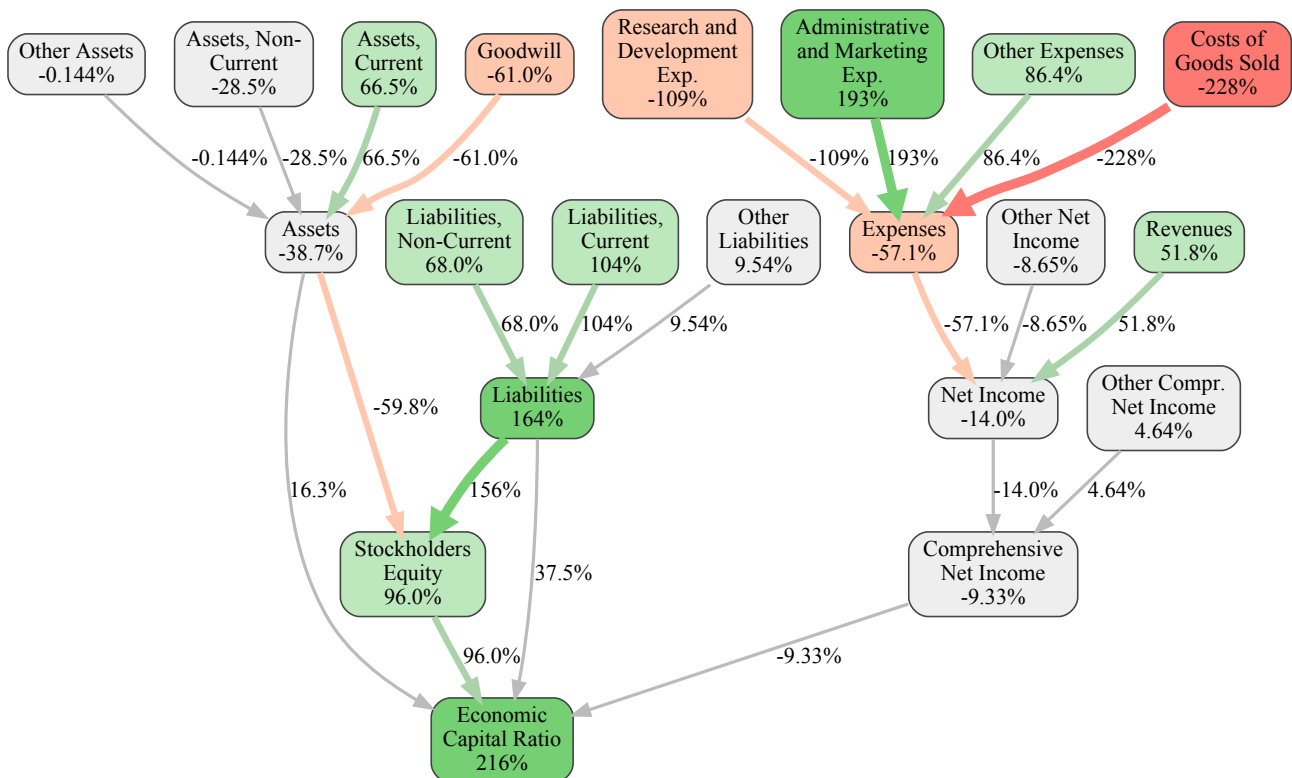 Other Assets
-0.144%
Assets, Non-
Current
-28.5%
Assets,
Current
66.5%
Goodwill
-61.0%
Research and
Development
Exp.
-109%
Administrative
and Marketing
Exp.
193%
Other Expenses
86.4%
Costs of
Goods Sold
-228%
-0.144%
-28.5%
66.5%
-61.0%
-109%
193%
86.4%
-228%
Assets
-38.7%
Liabilities,
Non-Current
68.0%
Liabilities,
Current
104%
Other
Liabilities
9.54%
Expenses
-57.1%
Other Net
Income
-8.65%
Revenues
51.8%
68.0%
104%
9.54%
-57.1%
-8.65%
51.8%
-59.8%
Liabilities
164%
Net Income
-14.0%
Other Compr.
Net Income
4.64%
16.3%
156%
-14.0%
4.64%
Stockholders
Equity
96.0%
37.5%
Comprehensive
Net Income
-9.33%
96.0%
-9.33%
Economic
Capital Ratio
216%